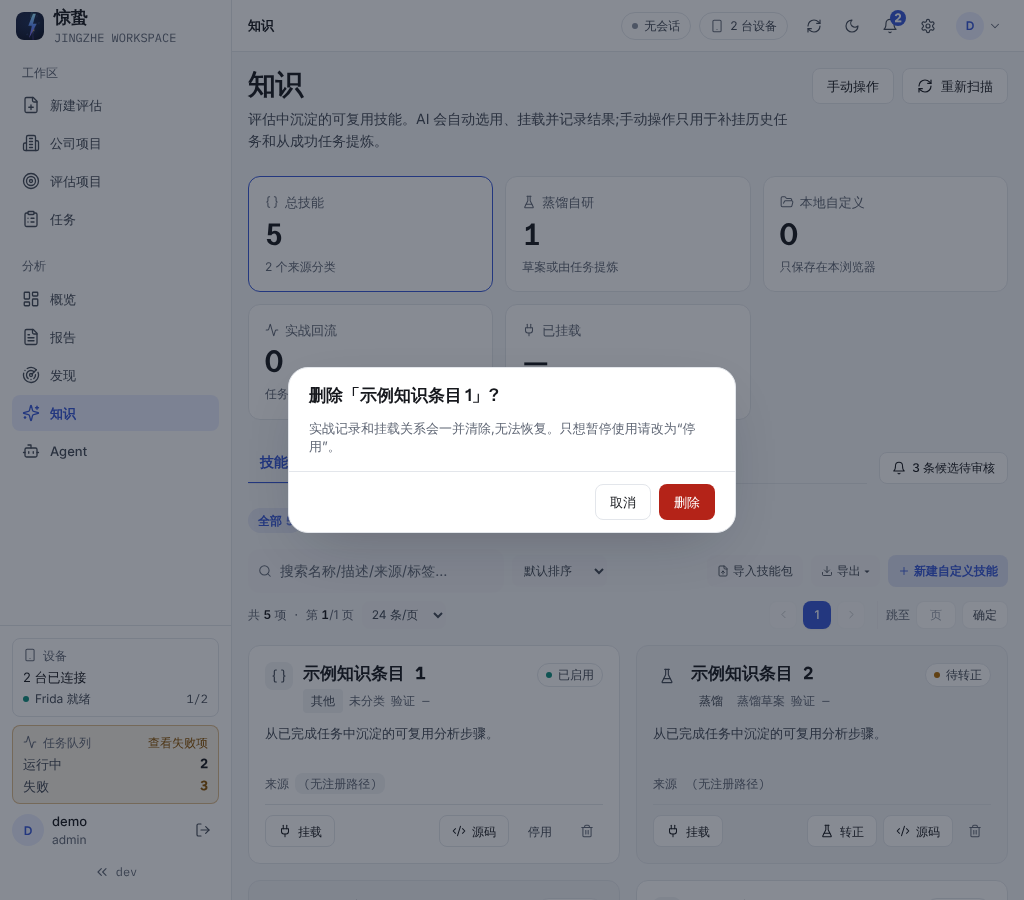 惊蛰
JINGZHE WORKSPACE
工作区
新建评估
公司项目
评估项目
任务
分析
概览
报告
发现
知识
Agent
设备
2 台已连接
Frida 就绪 1/2
任务队列 查看失败项
运行中 2
失败 3
D demo
admin
dev
知识
无会话
2 台设备
2
D
知识
手动操作
重新扫描
评估中沉淀的可复用技能。AI 会自动选用、挂载并记录结果;手动操作只用于补挂历史任
务和从成功任务提炼。
总技能
5
2 个来源分类
蒸馏自研
1
草案或由任务提炼
本地自定义
0
只保存在本浏览器
实战回流
0
任务
已挂载
—
删除「示例知识条目 1」?
实战记录和挂载关系会一并清除,无法恢复。只想暂停使用请改为“停
用”。
取消 删除
技能
3 条候选待审核
全部
搜索名称/描述/来源/标签...
默认排序
导入技能包
导出
新建自定义技能
共 5 项 · 第 1/1 页 24 条/页
1
跳至 页 确定
示例知识条目 1
已启用
其他 未分类 验证 —
从已完成任务中沉淀的可复用分析步骤。
来源 (无注册路径)
挂载 源码 停用
示例知识条目 2
待转正
蒸馏 蒸馏草案 验证 —
从已完成任务中沉淀的可复用分析步骤。
来源 (无注册路径)
挂载 转正 源码